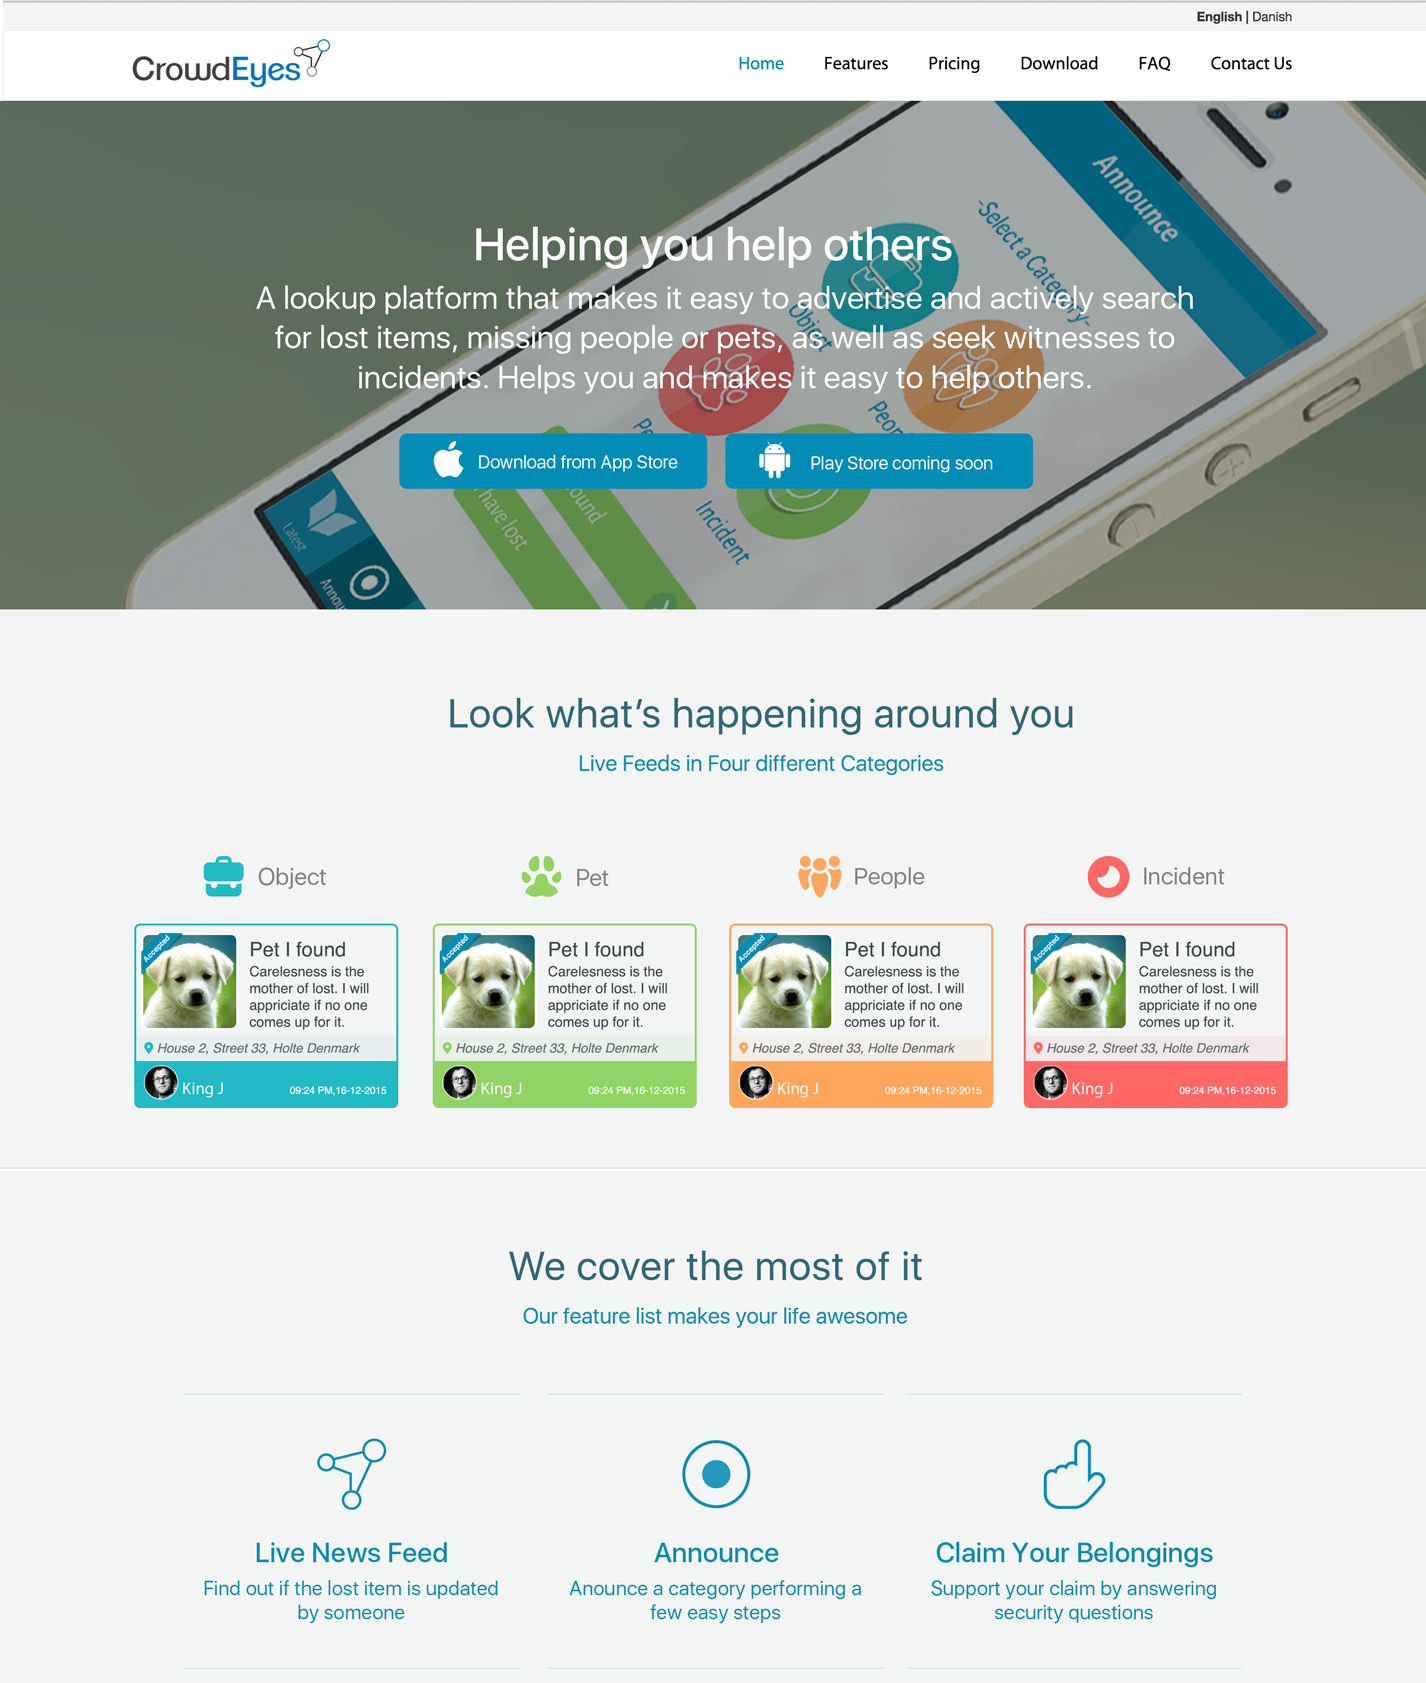 English | Danish
CrowdEyes
Home Features Pricing Download FAQ Contact Us
Announce
-Select a Category-
Object
Helping you help others
A lookup platform that makes it easy to advertise and actively search
for lost items, missing people or pets, as well as seek witnesses to
incidents. Helps you and makes it easy to help others.
Download from App Store
Play Store coming soon
Incident
have lost
Latest
Look what's happening around you
Live Feeds in Four different Categories
Object
Pet
People
Incident
Accepted
Pet I found
Carelesness is the
mother of lost. I will
appriciate if no one
comes up for it.
House 2, Street 33, Holte Denmark
King J
09:24 PM,16-12-2015
Accepted
Pet I found
Carelesness is the
mother of lost. I will
appriciate if no one
comes up for it.
House 2, Street 33, Holte Denmark
King J
09:24 PM,16-12-2015
Accepted
Pet I found
Carelesness is the
mother of lost. I will
appriciate if no one
comes up for it.
House 2, Street 33, Holte Denmark
King J
09:24 PM,16-12-2015
Accepted
Pet I found
Carelesness is the
mother of lost. I will
appriciate if no one
comes up for it.
House 2, Street 33, Holte Denmark
King J
09:24 PM,16-12-2015
We cover the most of it
Our feature list makes your life awesome
Live News Feed
Find out if the lost item is updated
by someone
Announce
Anounce a category performing a
few easy steps
Claim Your Belongings
Support your claim by answering
security questions